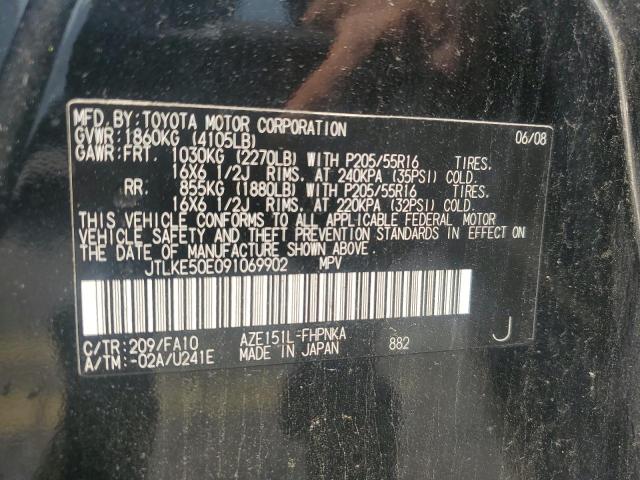 MFD. BY: TOYOTA MOTOR CORPORATION 06/08
GVWR: 1860KG (4105LB)
GAWR: FRT. 1030KG (2270LB) WITH P205/55R16 TIRES.
16X6 1/2J RIMS. AT 240KPA (35PSI) COLD.
RR. 855KG (1880LB) WITH P205/55R16 TIRES.
16X6 1/2J RIMS. AT 220KPA (32PSI) COLD.
THIS VEHICLE CONFORMS TO ALL APPLICABLE FEDERAL MOTOR
VEHICLE SAFETY AND THEFT PREVENTION STANDARDS IN EFFECT ON
THE DATE OF MANUFACTURE SHOWN ABOVE.
JTLKE50E091069902 MPV
C/TR: 209/FA10 AZE151L-FHPNKA 882 J
A/TM: -02A/U241E MADE IN JAPAN